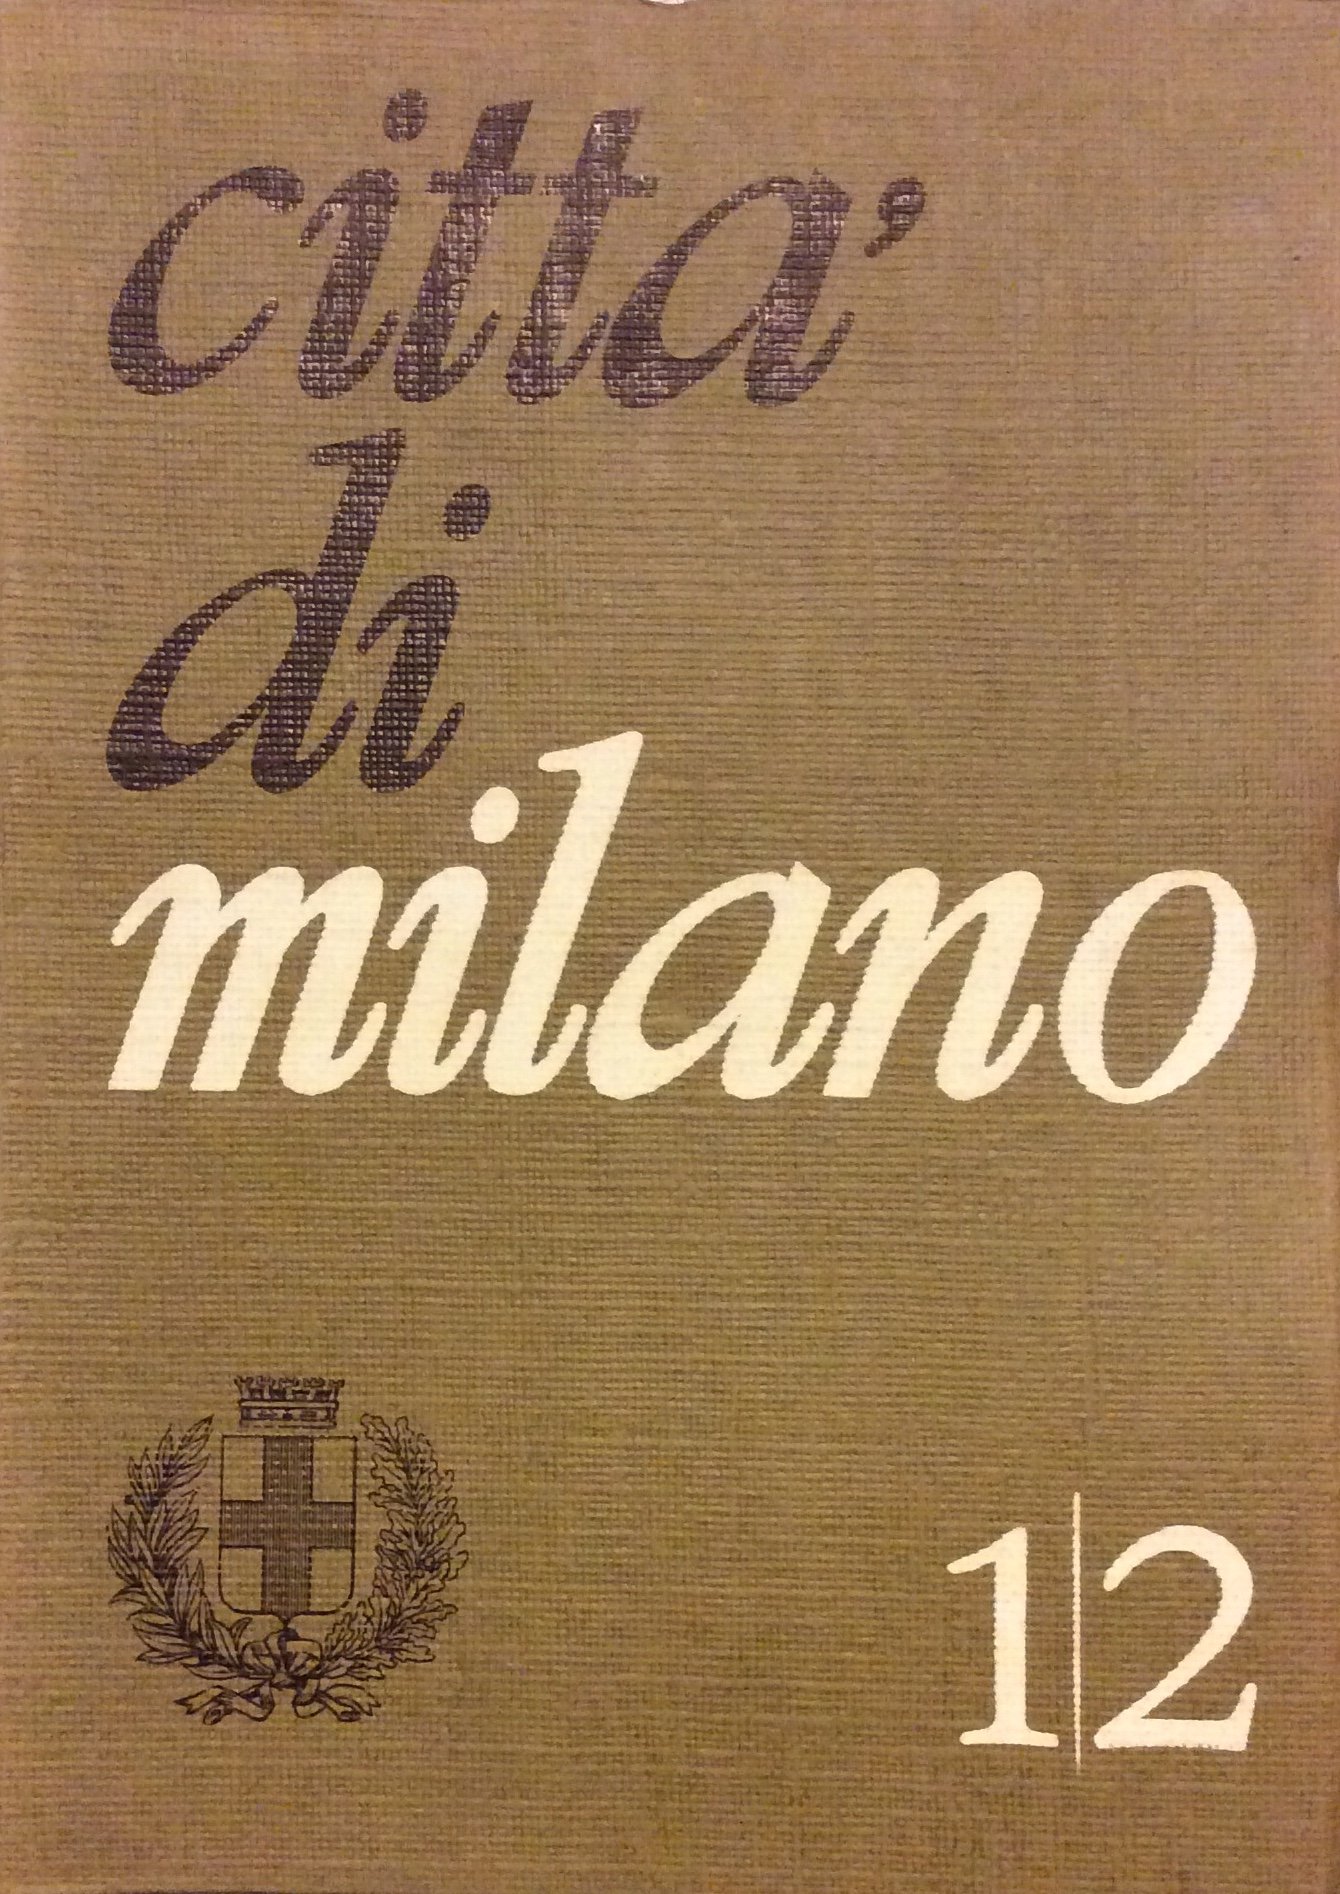 citta'
di
milano
1|2